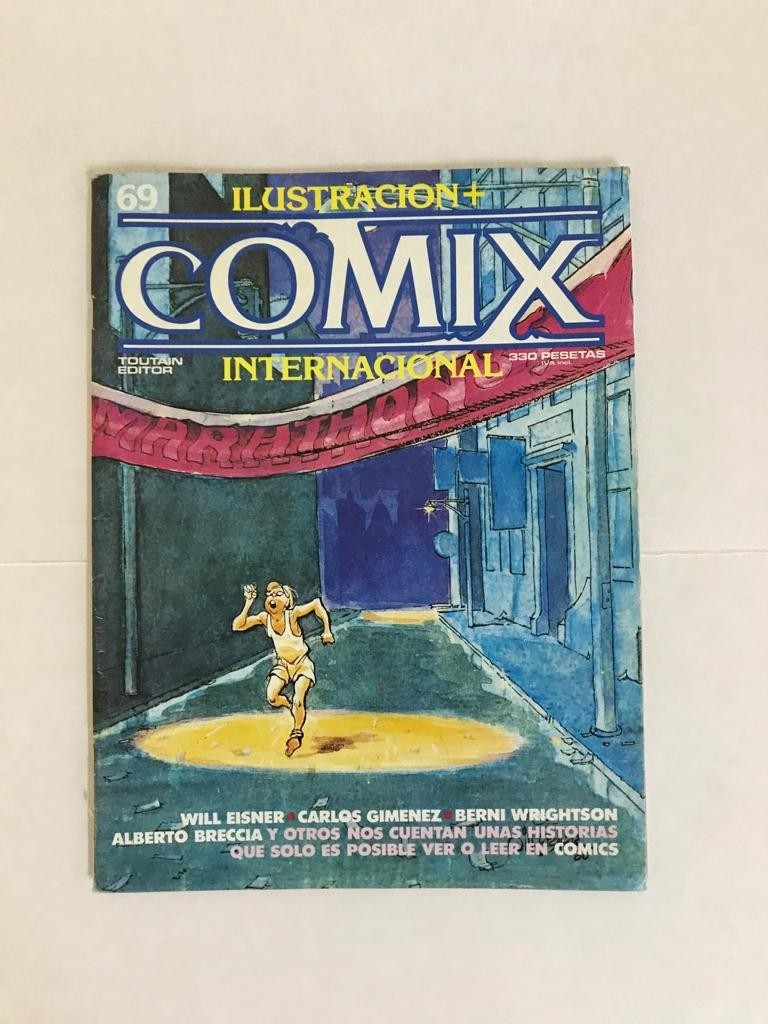 69
ILUSTRACION+
COMIX
TOUTAIN
EDITOR
INTERNACIONAL
330 PESETAS
IVA incl.
MARATHON
WILL EISNER • CARLOS GIMENEZ • BERNI WRIGHTSON
ALBERTO BRECCIA Y OTROS NOS CUENTAN UNAS HISTORIAS
QUE SOLO ES POSIBLE VER O LEER EN COMICS